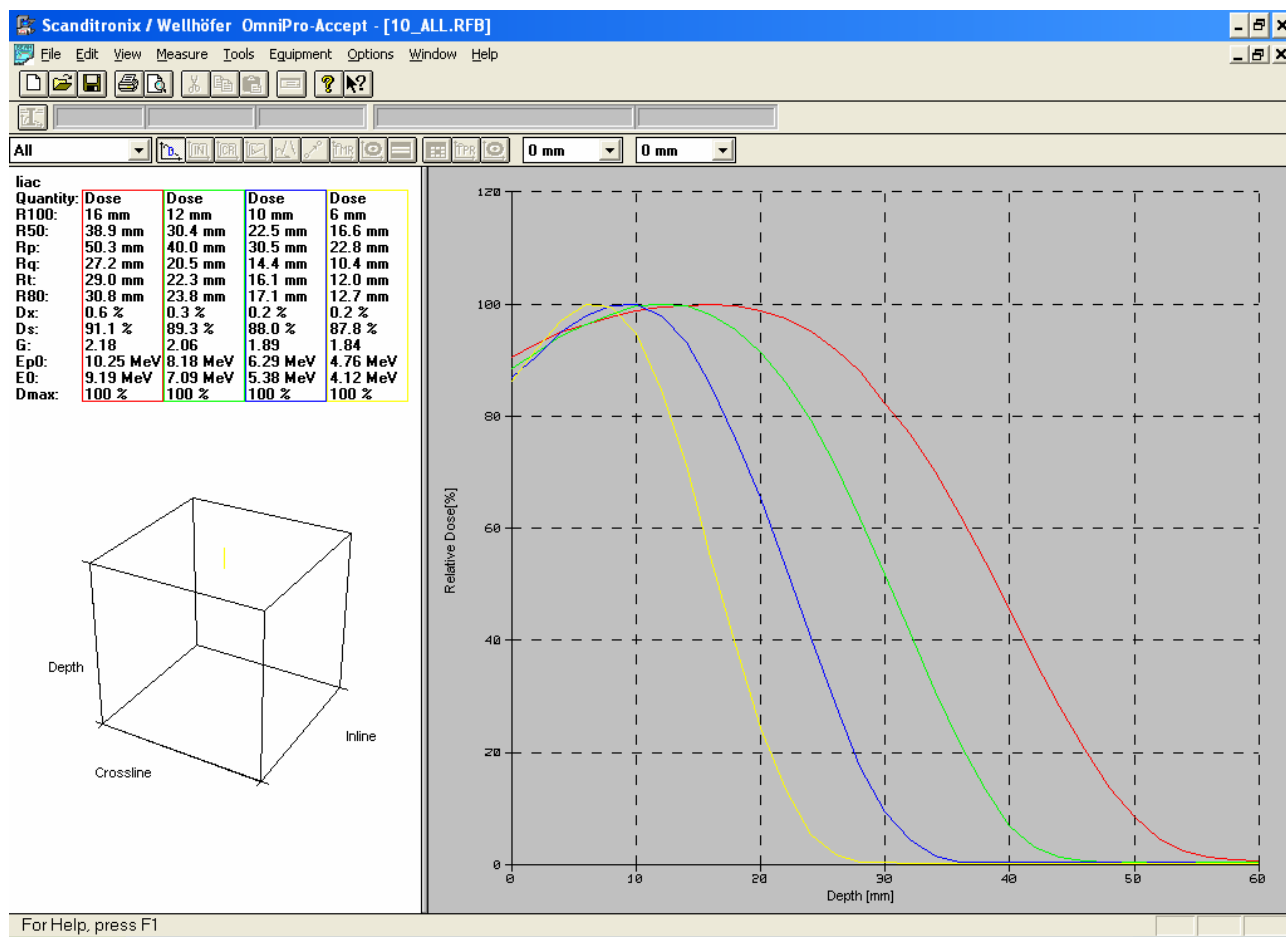 Scanditronix / Wellhöfer OmniPro-Accept - [10_ALL.RFB]
File Edit View Measure Tools Equipment Options Window Help
All 0 mm 0 mm
liac
Quantity: Dose Dose Dose Dose
R100: 16 mm 12 mm 10 mm 6 mm
R50: 38.9 mm 30.4 mm 22.5 mm 16.6 mm
Rp: 50.3 mm 40.0 mm 30.5 mm 22.8 mm
Rq: 27.2 mm 20.5 mm 14.4 mm 10.4 mm
Rt: 29.0 mm 22.3 mm 16.1 mm 12.0 mm
R80: 30.8 mm 23.8 mm 17.1 mm 12.7 mm
Dx: 0.6 % 0.3 % 0.2 % 0.2 %
Ds: 91.1 % 89.3 % 88.0 % 87.8 %
G: 2.18 2.06 1.89 1.84
Ep0: 10.25 MeV 8.18 MeV 6.29 MeV 4.76 MeV
E0: 9.19 MeV 7.09 MeV 5.38 MeV 4.12 MeV
Dmax: 100 % 100 % 100 % 100 %
Depth
Inline
Crossline
120
100
80
60
40
20
0
Relative Dose[%]
0 10 20 30 40 50 60
Depth [mm]
For Help, press F1